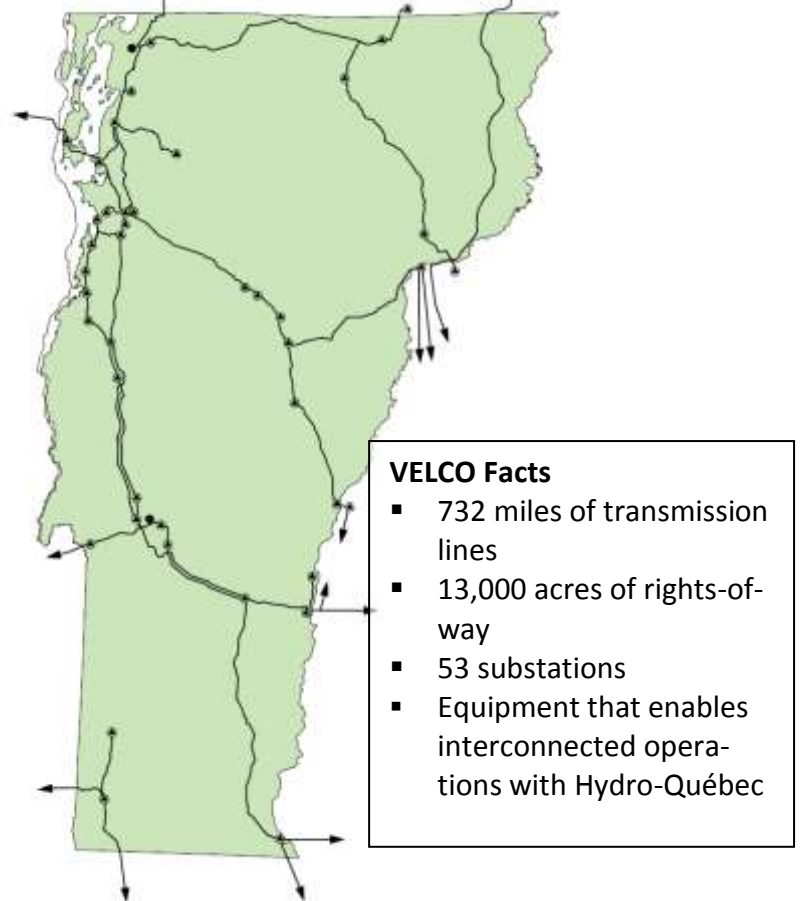 VELCO Facts
▪ 732 miles of transmission
lines
▪ 13,000 acres of rights-of-
way
▪ 53 substations
▪ Equipment that enables
interconnected opera-
tions with Hydro-Québec